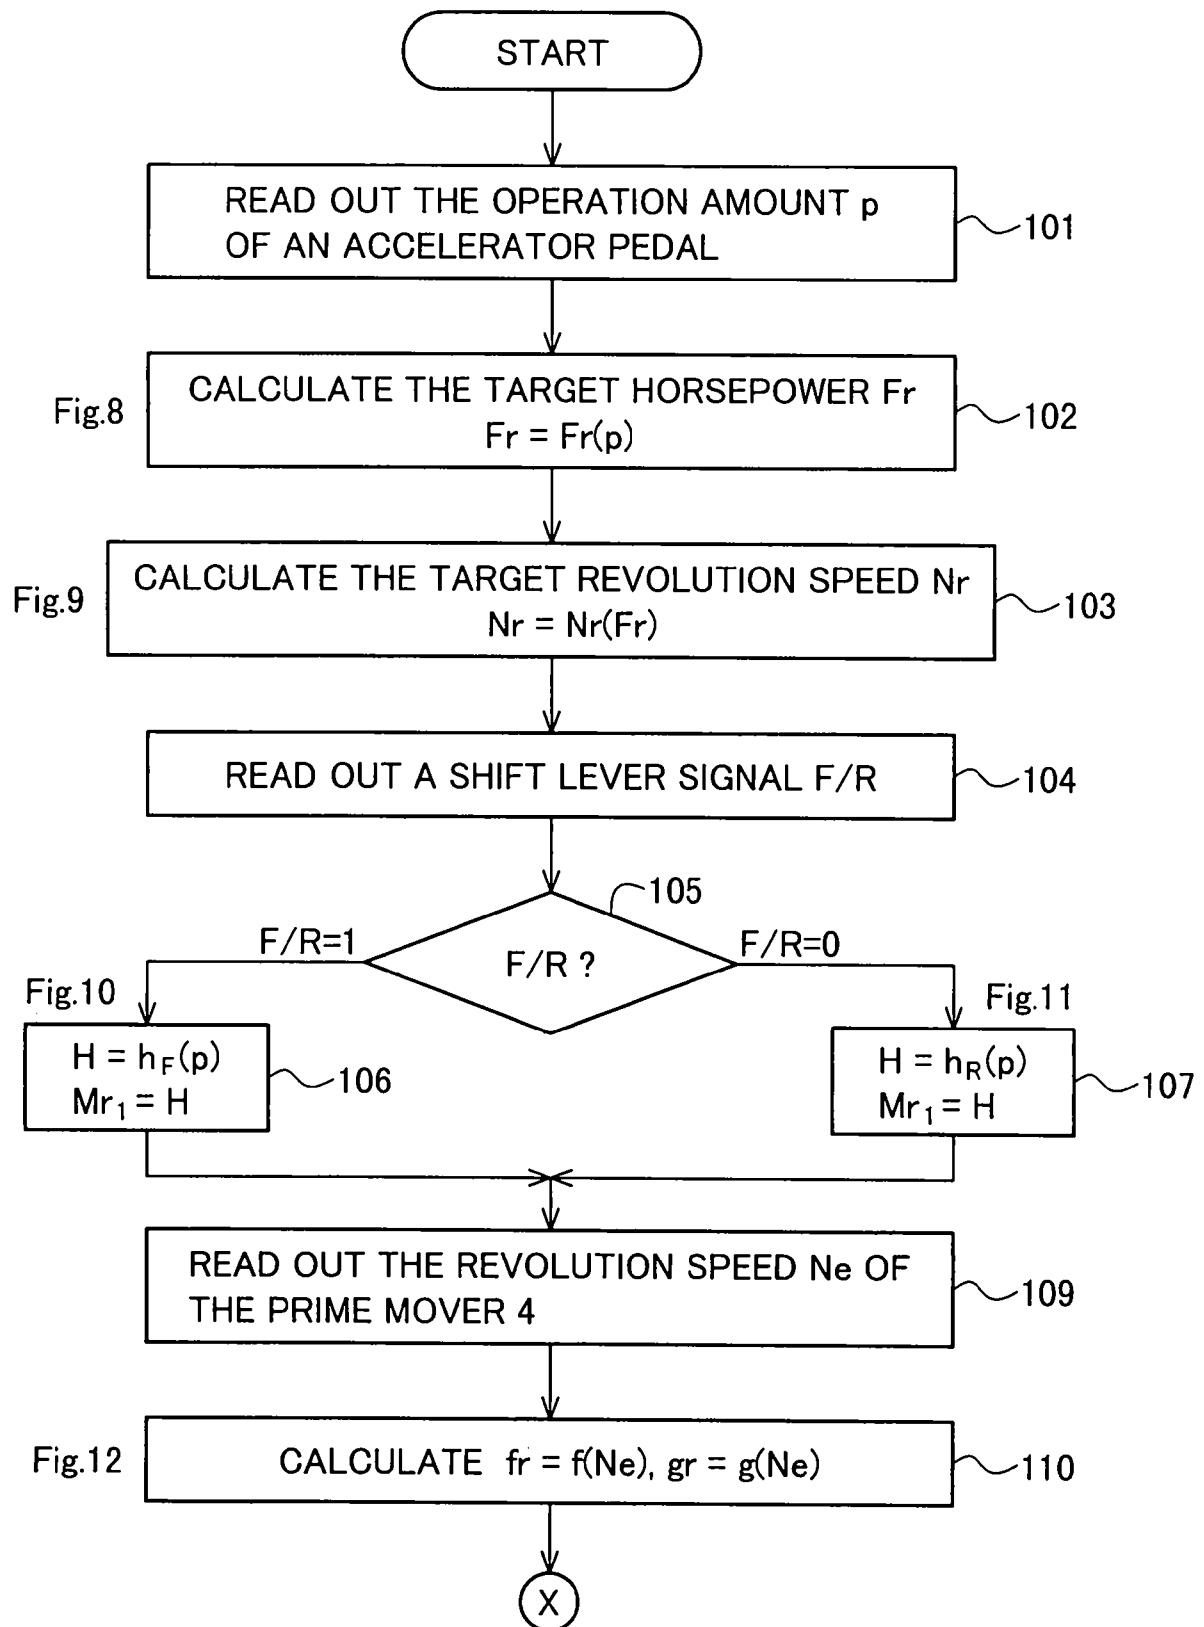 START
READ OUT THE OPERATION AMOUNT p
OF AN ACCELERATOR PEDAL
101
Fig.8
CALCULATE THE TARGET HORSEPOWER Fr
Fr = Fr(p)
102
Fig.9
CALCULATE THE TARGET REVOLUTION SPEED Nr
Nr = Nr(Fr)
103
READ OUT A SHIFT LEVER SIGNAL F/R
104
105
F/R=1
F/R ?
F/R=0
Fig.10
H = hF(p)
Mr1 = H
106
Fig.11
H = hR(p)
Mr1 = H
107
READ OUT THE REVOLUTION SPEED Ne OF
THE PRIME MOVER 4
109
Fig.12
CALCULATE fr = f(Ne), gr = g(Ne)
110
X